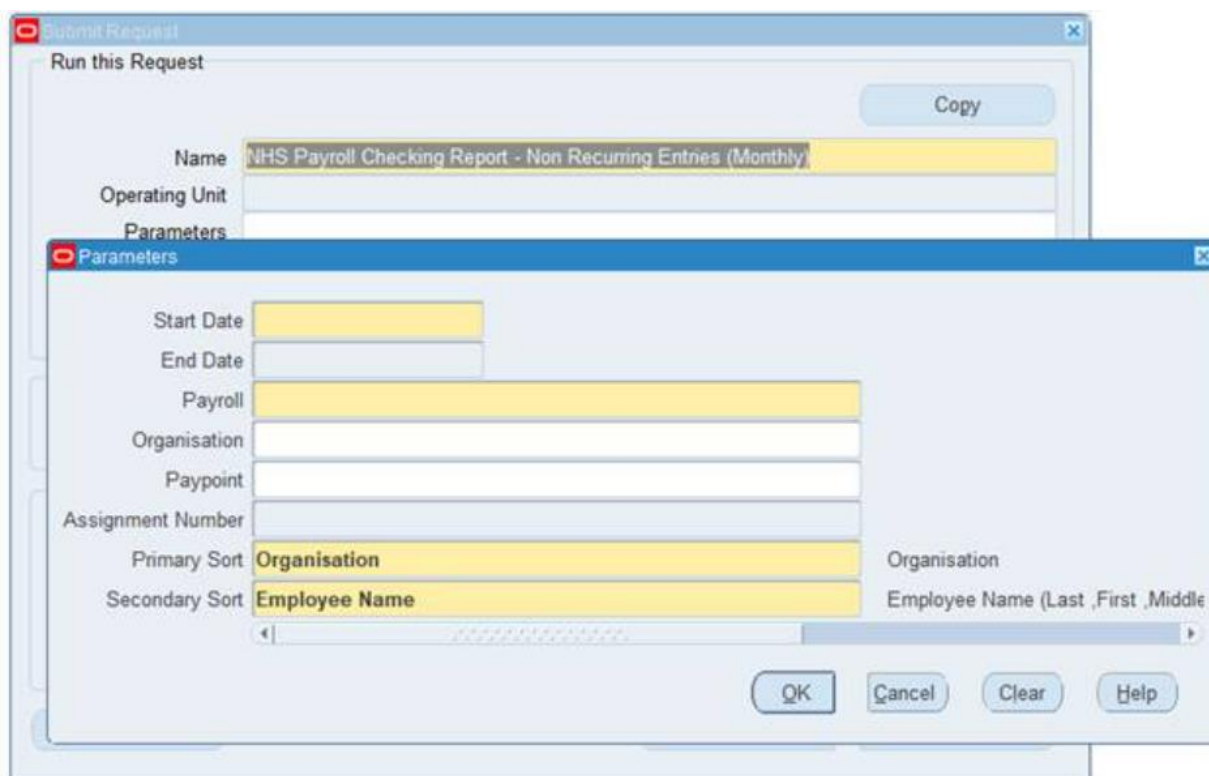 Submit Request
Run this Request
Copy
Name NHS Payroll Checking Report - Non Recurring Entries (Monthly)
Operating Unit
Parameters
Parameters
Start Date
End Date
Payroll
Organisation
Paypoint
Assignment Number
Primary Sort Organisation Organisation
Secondary Sort Employee Name Employee Name (Last ,First ,Middle
OK Cancel Clear Help